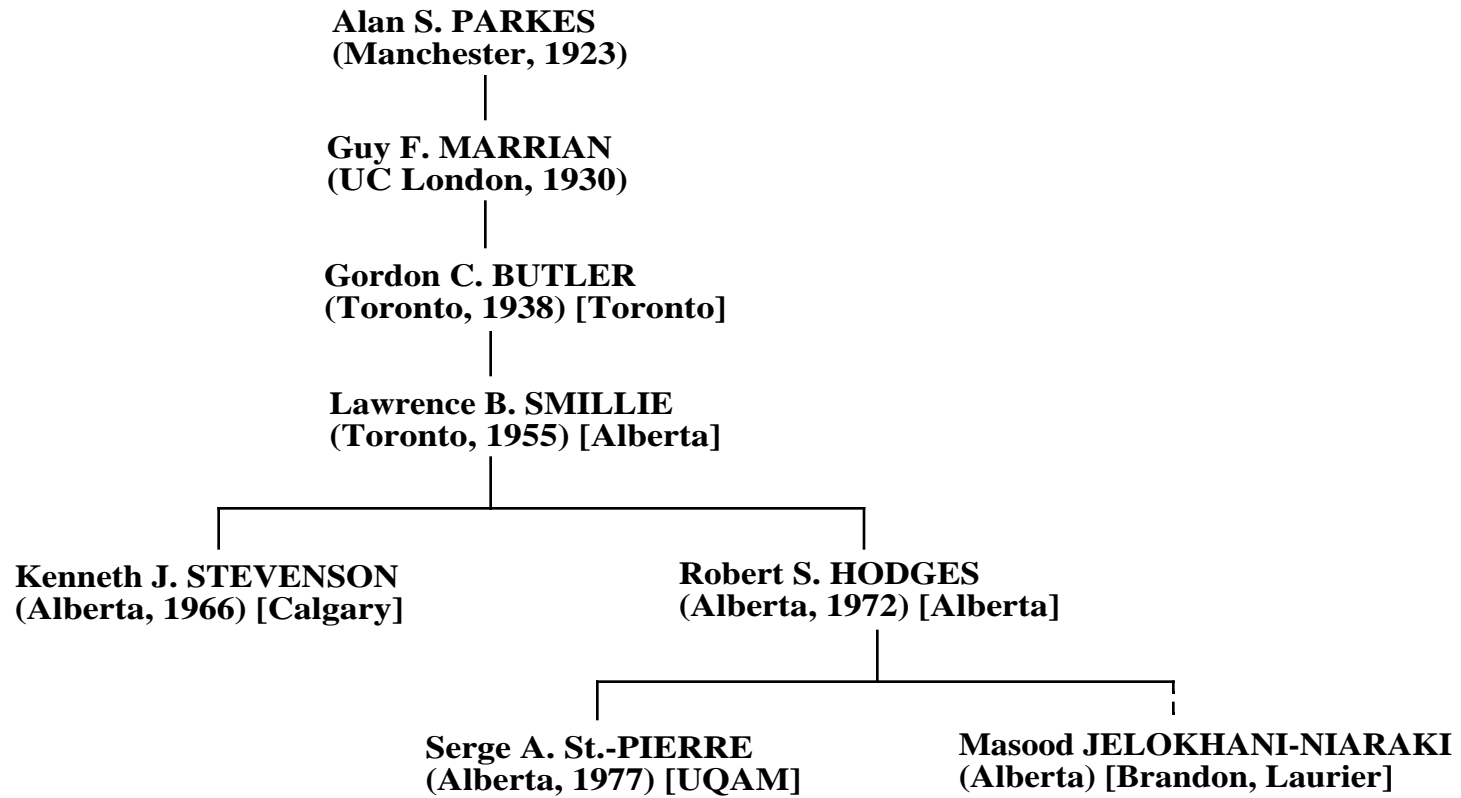 Alan S. PARKES
(Manchester, 1923)
Guy F. MARRIAN
(UC London, 1930)
Gordon C. BUTLER
(Toronto, 1938) [Toronto]
Lawrence B. SMILLIE
(Toronto, 1955) [Alberta]
Kenneth J. STEVENSON
(Alberta, 1966) [Calgary]
Robert S. HODGES
(Alberta, 1972) [Alberta]
Serge A. St.-PIERRE
(Alberta, 1977) [UQAM]
Masood JELOKHANI-NIARAKI
(Alberta) [Brandon, Laurier]